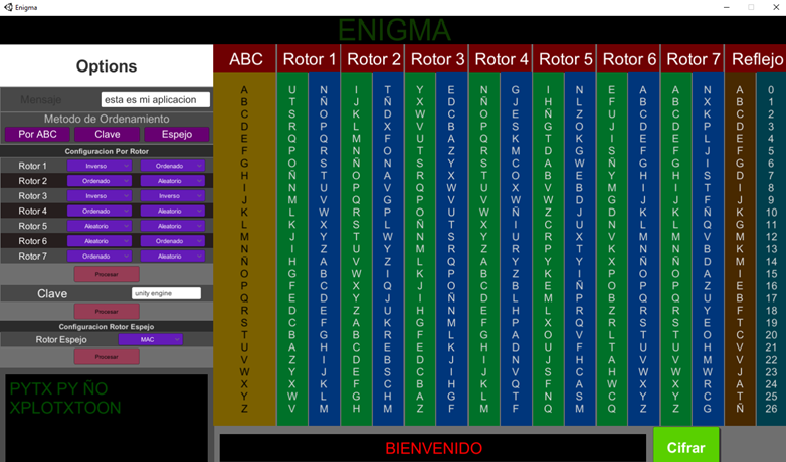 Enigma
ENIGMA
Options
Mensaje esta es mi aplicacion
Metodo de Ordenamiento
Por ABC Clave Espejo
Configuracion Por Rotor
Rotor 1 Inverso Ordenado
Rotor 2 Ordenado Aleatorio
Rotor 3 Inverso Inverso
Rotor 4 Ordenado Aleatorio
Rotor 5 Aleatorio Aleatorio
Rotor 6 Aleatorio Ordenado
Rotor 7 Ordenado Aleatorio
Procesar
Clave unity engine
Procesar
Configuracion Rotor Espejo
Rotor Espejo MAC
Procesar
PYTX PY ÑO
XPLOTXTOON
ABC Rotor 1 Rotor 2 Rotor 3 Rotor 4 Rotor 5 Rotor 6 Rotor 7 Reflejo
A U N I T Y E N G I N E A A N A 0
B T Ñ J Ñ X D Ñ J H L F B B X B 1
C S O K D W C O E Ñ Z U C C K C 2
D R P L X V B P S G O J D D P D 3
E Q Q M F U A Q K T K I E E L E 4
F P R N O T Z R M D W S F F J F 5
G O S Ñ N S Y S C A E Ñ G G I G 6
H Ñ T O A R X T O B B Y H H S D 7
I N U P V Q W U X V D M I I T I 8
J M V Q G P V V W W J G J J F J 9
K L W R P O U W Ñ Z U D K K Ñ K 10
L K X S L Ñ T X I C X N L L Q G 11
M J Y T W N S Y U R T V M M V M 12
N I Z U Y M R Z R P Y K N N B K 13
Ñ H A V Z L Q A Y Y I X Ñ Ñ D M 14
O G B W I K P B Z K Ñ P O O A I 15
P F C X Q J O C B E P O P P Z E 16
Q E D Y J I Ñ D L M R Q Q Q U B 17
R D E Z U H N E H L Q Z R R Y F 18
S C F A K G M F P X V B S S E T 19
T B G B R F L G A O F R T T O C 20
U A H C E E K H D U H L U U H V 21
V Z I D B D J I N J C T V V M V 22
W Y J E S C I J V S A A W W W J 23
X X K F C B H K Q F S H X X R A 24
Y W L G H A G L T N M W Y Y C T 25
Z V M H M Z F M F Q G C Z Z G Ñ 26
BIENVENIDO
Cifrar